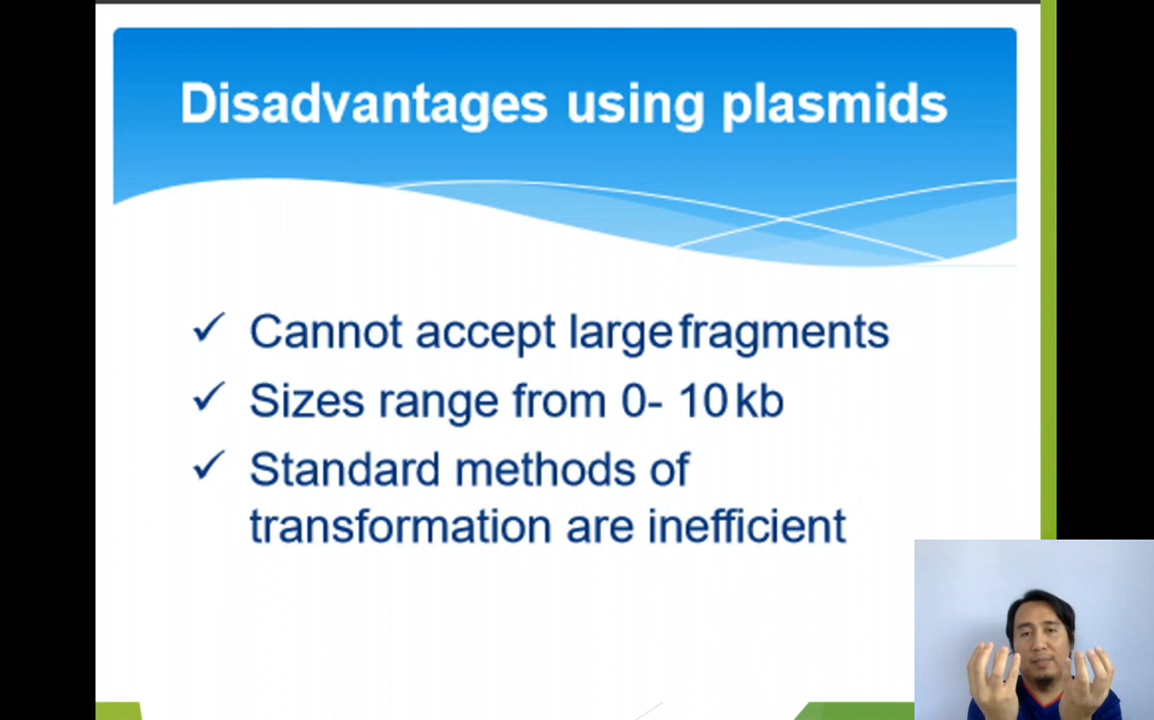 Disadvantages using plasmids
✓ Cannot accept large fragments
✓ Sizes range from 0- 10 kb
✓ Standard methods of
transformation are inefficient